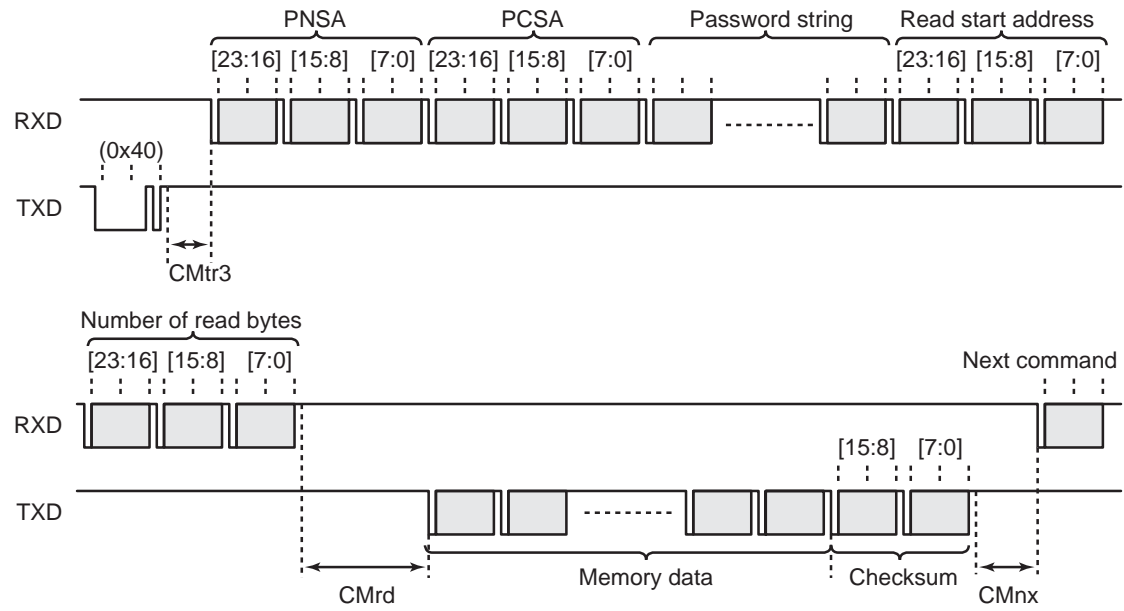 PNSA PCSA Password string Read start address
[23:16] [15:8] [7:0] [23:16] [15:8] [7:0] [23:16] [15:8] [7:0]
RXD
(0x40)
TXD
CMtr3
Number of read bytes
[23:16] [15:8] [7:0] Next command
RXD
[15:8] [7:0]
TXD
Memory data Checksum
CMrd CMnx